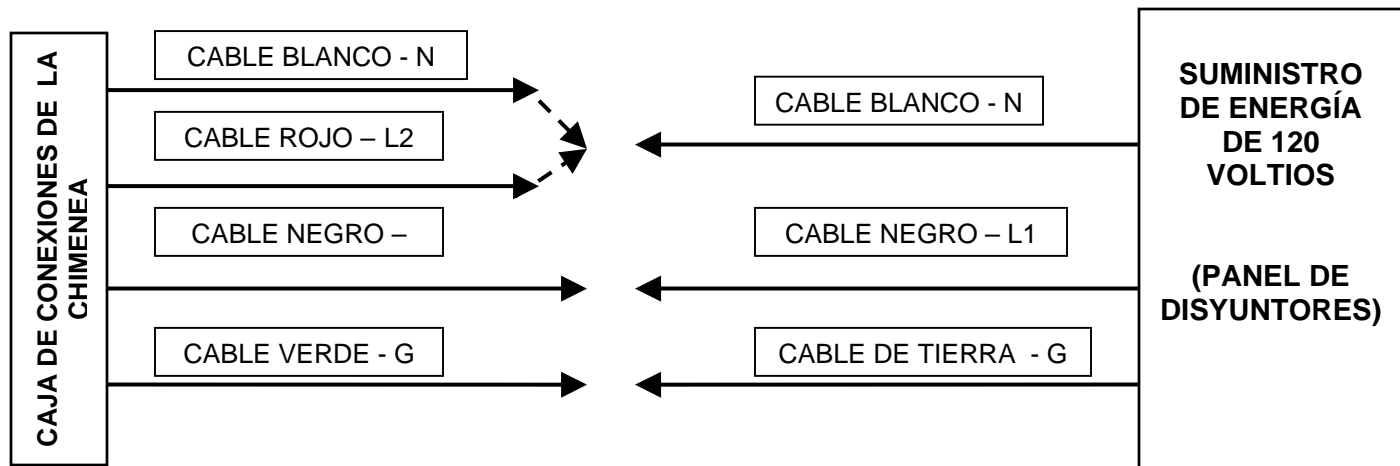 CAJA DE CONEXIONES DE LA
CHIMENEA
CABLE BLANCO - N
CABLE ROJO – L2
CABLE NEGRO –
CABLE VERDE - G
CABLE BLANCO - N
CABLE NEGRO – L1
CABLE DE TIERRA - G
SUMINISTRO
DE ENERGÍA
DE 120
VOLTIOS
(PANEL DE
DISYUNTORES)